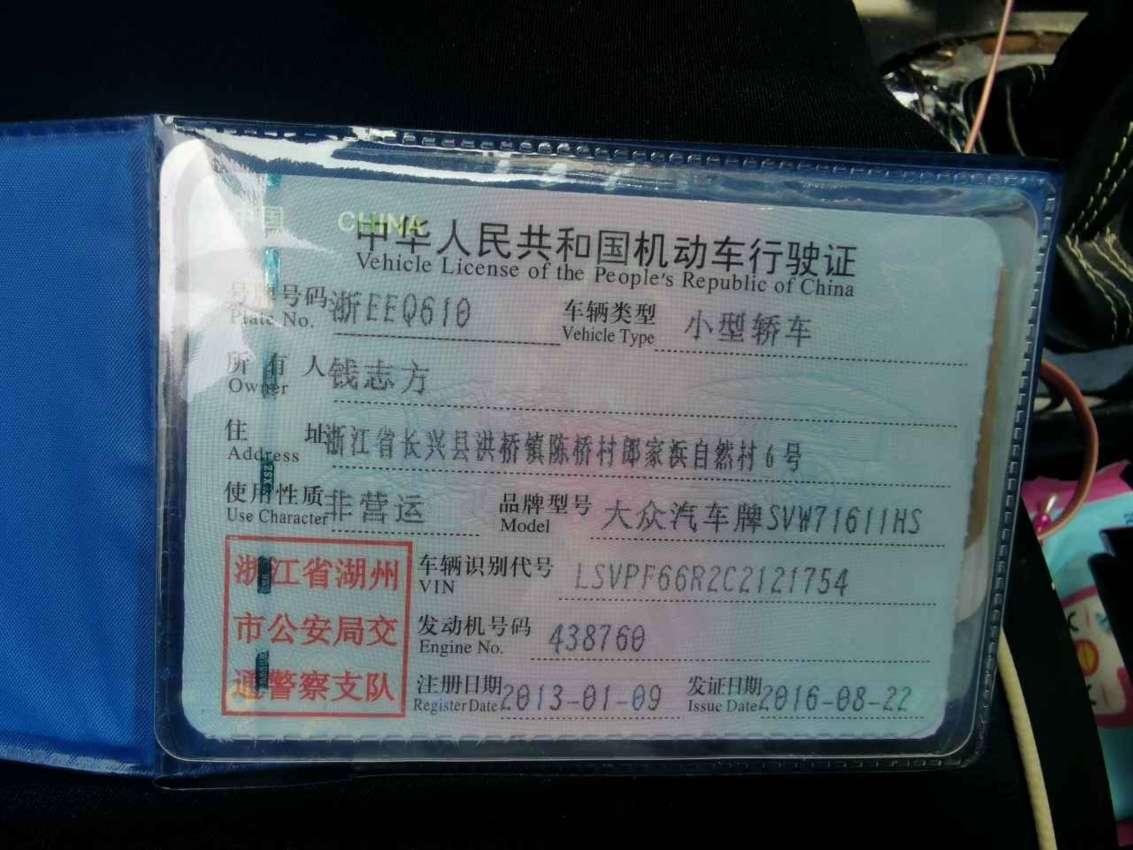 中国 CHINA
中华人民共和国机动车行驶证
Vehicle License of the People's Republic of China
号牌号码 浙EEQ610 车辆类型 小型轿车
Plate No. Vehicle Type
所有人 钱志方
Owner
住址 浙江省长兴县洪桥镇陈桥村郎家浜自然村6号
Address
使用性质 非营运 品牌型号 大众汽车牌SVW71611HS
Use Character Model
浙江省湖州 车辆识别代号 LSVPF66R2C2121754
VIN
市公安局交 发动机号码 438760
Engine No.
通警察支队 注册日期 2013-01-09 发证日期 2016-08-22
Register Date Issue Date